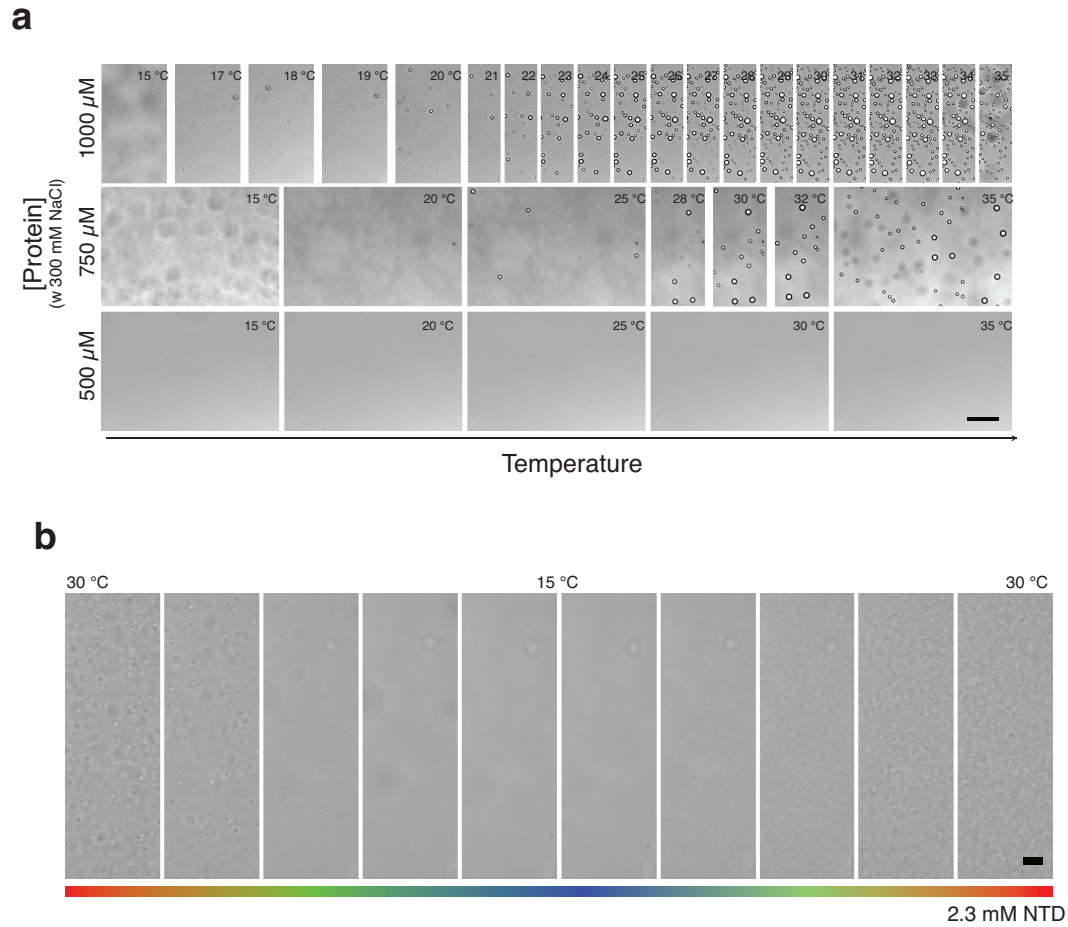 a
1000 µM
15 °C
17 °C
18 °C
19 °C
20 °C
21
22
23
24
25
26
27
28
29
30
31
32
33
34
35
[Protein]
(w 300 mM NaCl)
750 µM
15 °C
20 °C
25 °C
28 °C
30 °C
32 °C
35 °C
500 µM
15 °C
20 °C
25 °C
30 °C
35 °C
Temperature
b
30 °C
15 °C
30 °C
2.3 mM NTD